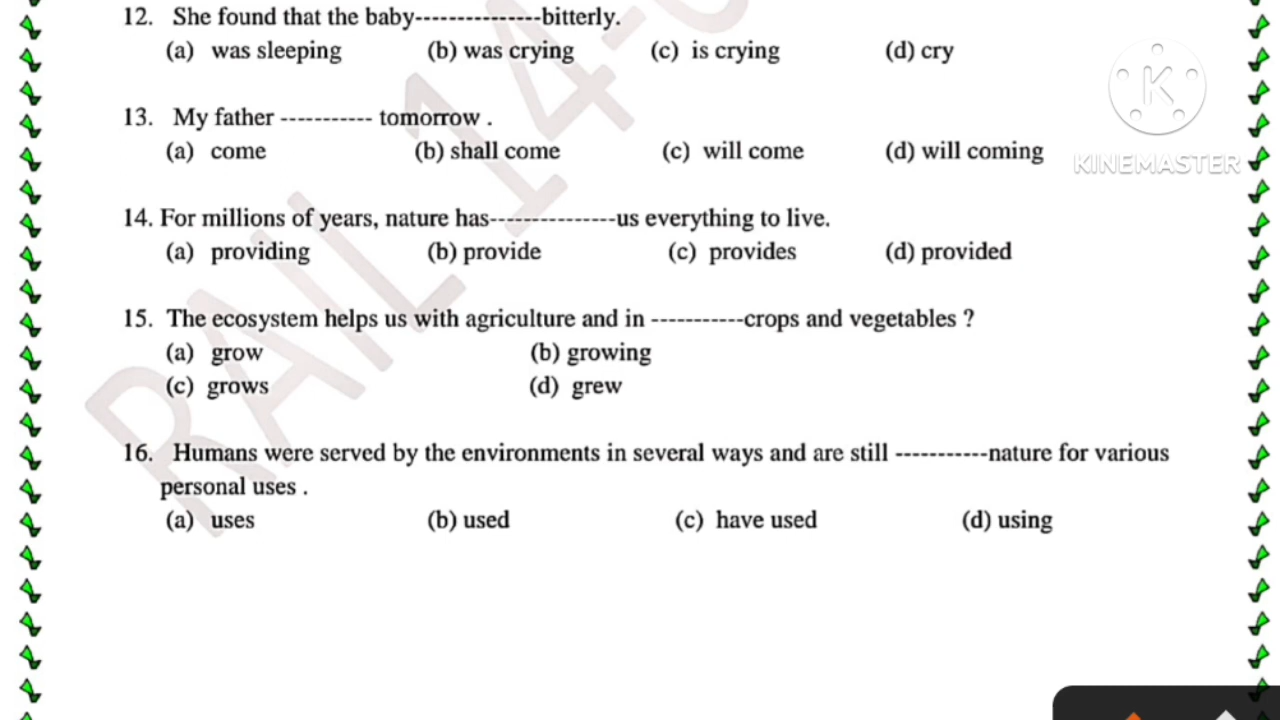 12. She found that the baby---------------bitterly.
(a) was sleeping (b) was crying (c) is crying (d) cry
13. My father ----------- tomorrow .
(a) come (b) shall come (c) will come (d) will coming
14. For millions of years, nature has---------------us everything to live.
(a) providing (b) provide (c) provides (d) provided
15. The ecosystem helps us with agriculture and in -----------crops and vegetables ?
(a) grow (b) growing
(c) grows (d) grew
16. Humans were served by the environments in several ways and are still -----------nature for various
personal uses .
(a) uses (b) used (c) have used (d) using
K
KINEMASTER
RAIL 14-